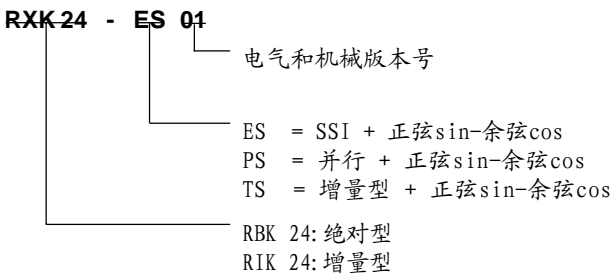 RXK 24 - ES 01
电气和机械版本号
ES = SSI + 正弦sin-余弦cos
PS = 并行 + 正弦sin-余弦cos
TS = 增量型 + 正弦sin-余弦cos
RBK 24:绝对型
RIK 24:增量型